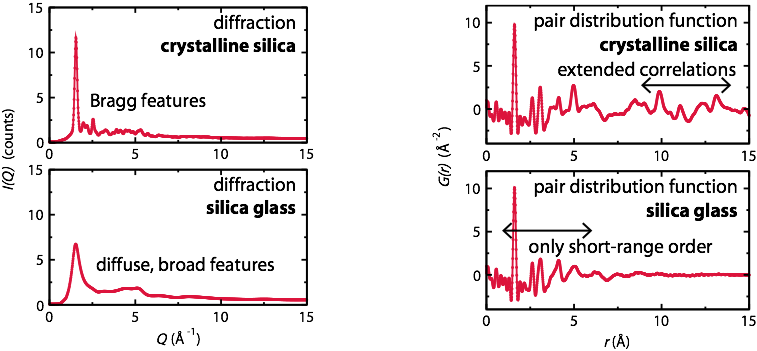 15
10
5
0
diffraction
crystalline silica
Bragg features
I(Q) (counts)
15
10
5
0
diffraction
silica glass
diffuse, broad features
0 5 10 15
Q (Å⁻¹)
10
5
0
pair distribution function
crystalline silica
extended correlations
G(r) (Å⁻²)
10
5
0
pair distribution function
silica glass
only short-range order
0 5 10 15
r (Å)